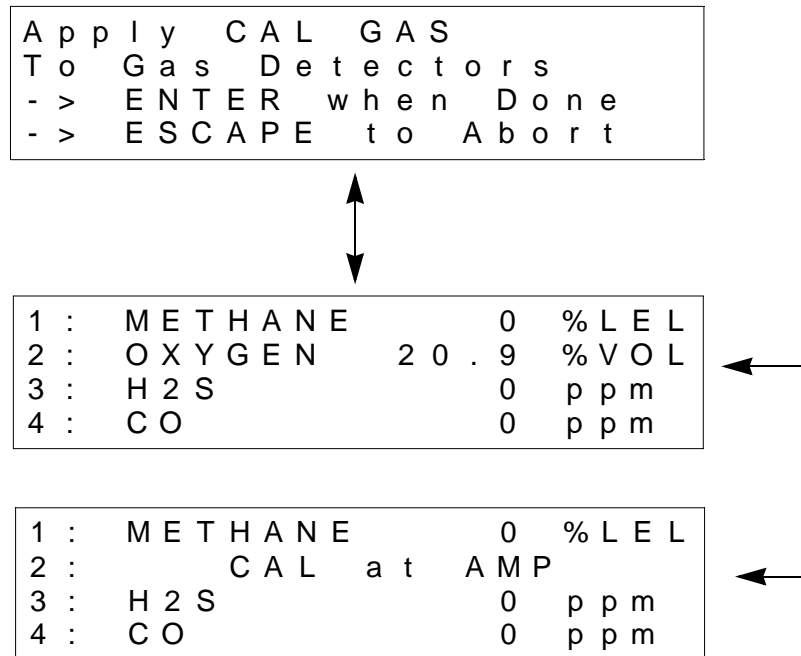 Apply CAL GAS
To Gas Detectors
-> ENTER when Done
-> ESCAPE to Abort
1: METHANE 0 %LEL
2: OXYGEN 20.9 %VOL
3: H2S 0 ppm
4: CO 0 ppm
1: METHANE 0 %LEL
2: CAL at AMP
3: H2S 0 ppm
4: CO 0 ppm